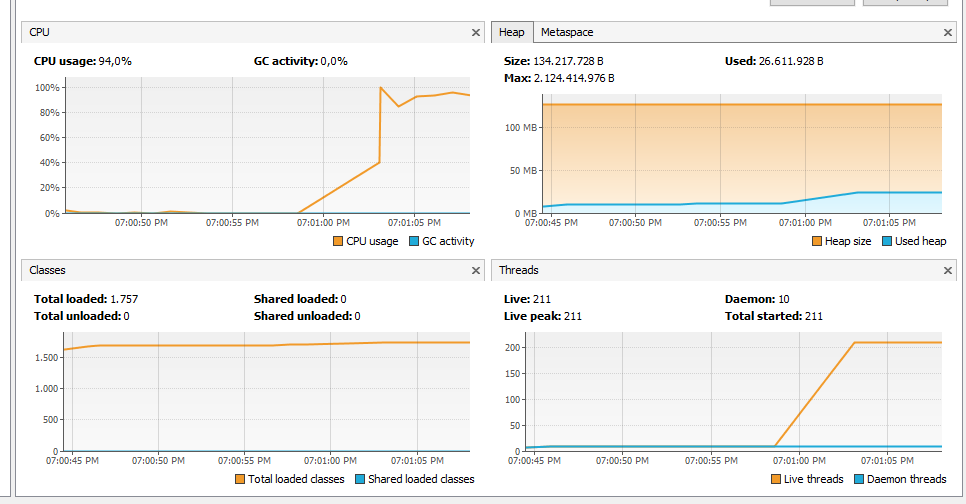 CPU
CPU usage: 94,0% GC activity: 0,0%
100%
80%
60%
40%
20%
0%
07:00:50 PM 07:00:55 PM 07:01:00 PM 07:01:05 PM
CPU usage GC activity
Heap Metaspace
Size: 134.217.728 B Used: 26.611.928 B
Max: 2.124.414.976 B
100 MB
50 MB
0 MB
07:00:45 PM 07:00:50 PM 07:00:55 PM 07:01:00 PM 07:01:05 PM
Heap size Used heap
Classes
Total loaded: 1.757 Shared loaded: 0
Total unloaded: 0 Shared unloaded: 0
1.500
1.000
500
0
07:00:45 PM 07:00:50 PM 07:00:55 PM 07:01:00 PM 07:01:05 PM
Total loaded classes Shared loaded classes
Threads
Live: 211 Daemon: 10
Live peak: 211 Total started: 211
200
150
100
50
0
07:00:45 PM 07:00:50 PM 07:00:55 PM 07:01:00 PM 07:01:05 PM
Live threads Daemon threads